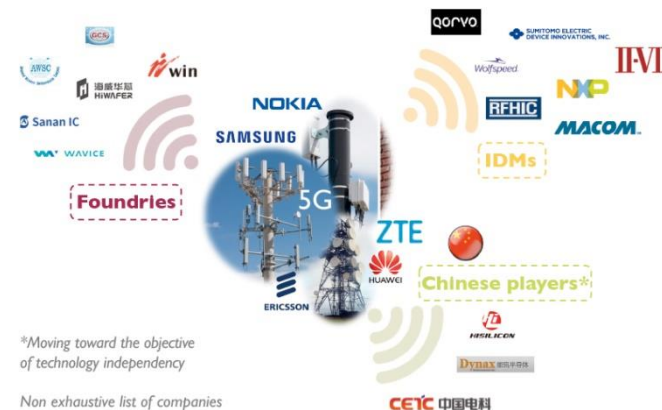 GCS
AWSC
win
海威华芯
HiWAFER
Sanan IC
WAVICE
Foundries
NOKIA
SAMSUNG
5G
ERICSSON
ZTE
HUAWEI
QORVO
SUMITOMO ELECTRIC
DEVICE INNOVATIONS, INC.
Wolfspeed
II-VI
RFHIC
NXP
MACOM
IDMs
Chinese players*
HISILICON
Dynax
CETC 中国电科
*Moving toward the objective
of technology independency
Non exhaustive list of companies